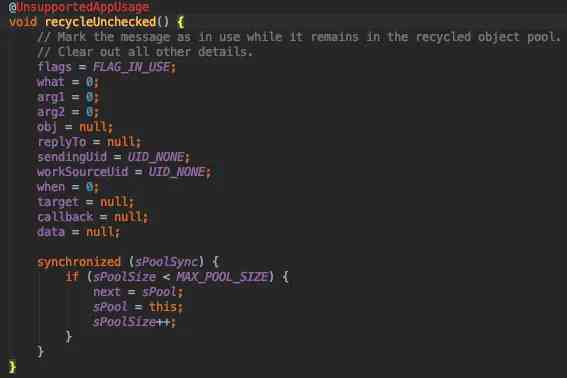 @UnsupportedAppUsage
void recycleUnchecked() {
    // Mark the message as in use while it remains in the recycled object pool.
    // Clear out all other details.
    flags = FLAG_IN_USE;
    what = 0;
    arg1 = 0;
    arg2 = 0;
    obj = null;
    replyTo = null;
    sendingUid = UID_NONE;
    workSourceUid = UID_NONE;
    when = 0;
    target = null;
    callback = null;
    data = null;

    synchronized (sPoolSync) {
        if (sPoolSize < MAX_POOL_SIZE) {
            next = sPool;
            sPool = this;
            sPoolSize++;
        }
    }
}